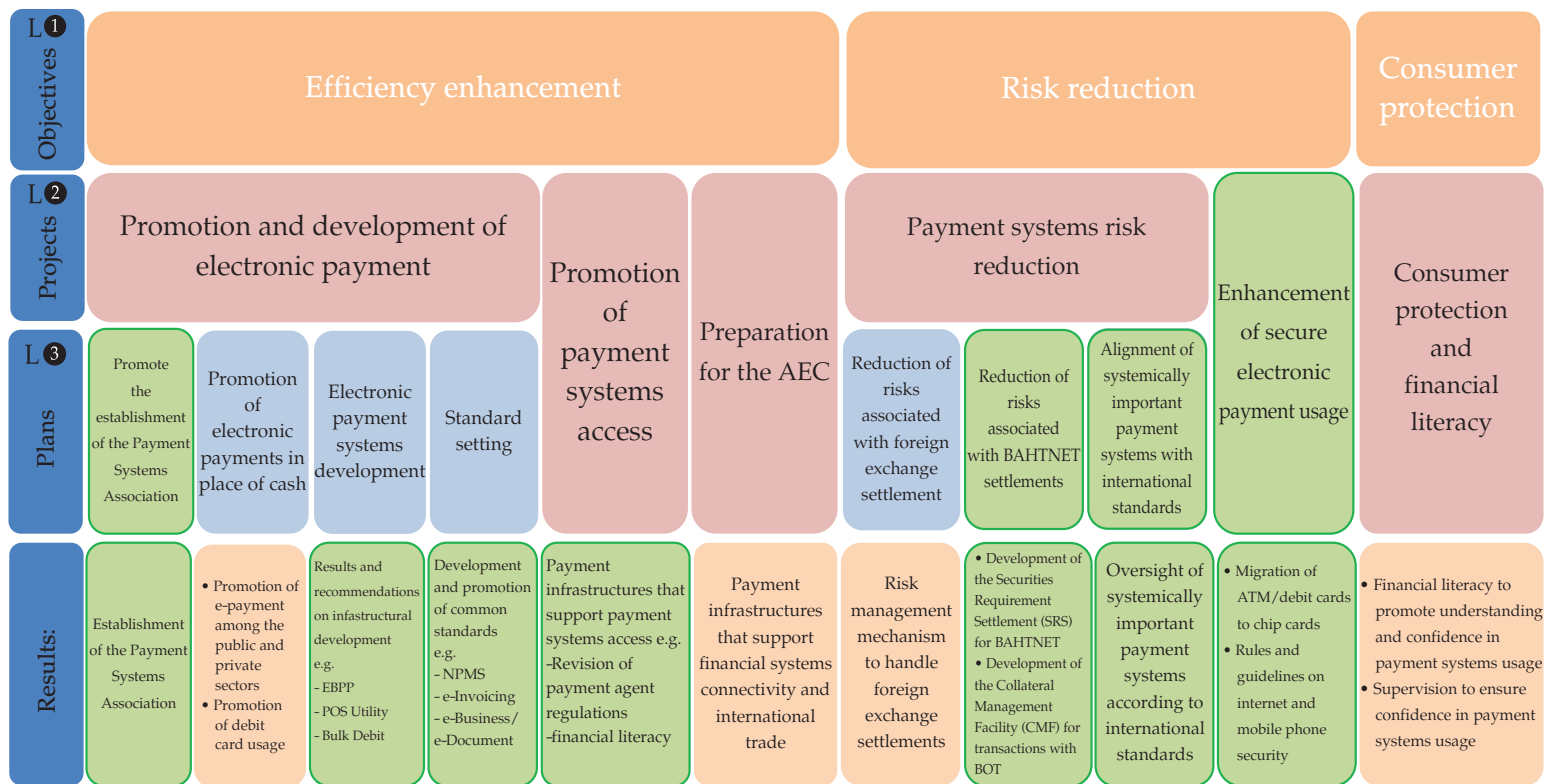 L 1
Objectives
Efficiency enhancement
Risk reduction
Consumer
protection
L 2
Projects
Promotion and development of
electronic payment
Promotion
of
payment
systems
access
Preparation
for the AEC
Payment systems risk
reduction
Enhancement
of secure
electronic
payment usage
Consumer
protection
and
financial
literacy
L 3
Plans
Promote
the
establishment
of the Payment
Systems
Association
Promotion
of
electronic
payments in
place of cash
Electronic
payment
systems
development
Standard
setting
Reduction of
risks
associated
with foreign
exchange
settlement
Reduction of
risks
associated
with BAHTNET
settlements
Alignment of
systemically
important
payment
systems with
international
standards
Results:
Establishment
of the Payment
Systems
Association
• Promotion of
e-payment
among the
public and
private
sectors
• Promotion
of debit
card usage
Results and
recommendations
on infastructural
development
e.g.
- EBPP
- POS Utility
- Bulk Debit
Development
and promotion
of common
standards
e.g.
- NPMS
- e-Invoicing
- e-Business/
e-Document
Payment
infrastructures that
support payment
systems access e.g.
-Revision of
payment agent
regulations
-financial literacy
Payment
infrastructures
that support
financial systems
connectivity and
international
trade
Risk
management
mechanism
to handle
foreign
exchange
settlements
• Development of
the Securities
Requirement
Settlement (SRS)
for BAHTNET
• Development of
the Collateral
Management
Facility (CMF) for
transactions with
BOT
Oversight of
systemically
important
payment
systems
according to
international
standards
• Migration of
ATM/debit cards
to chip cards
• Rules and
guidelines on
internet and
mobile phone
security
• Financial literacy to
promote understanding
and confidence in
payment systems usage
• Supervision to ensure
confidence in payment
systems usage